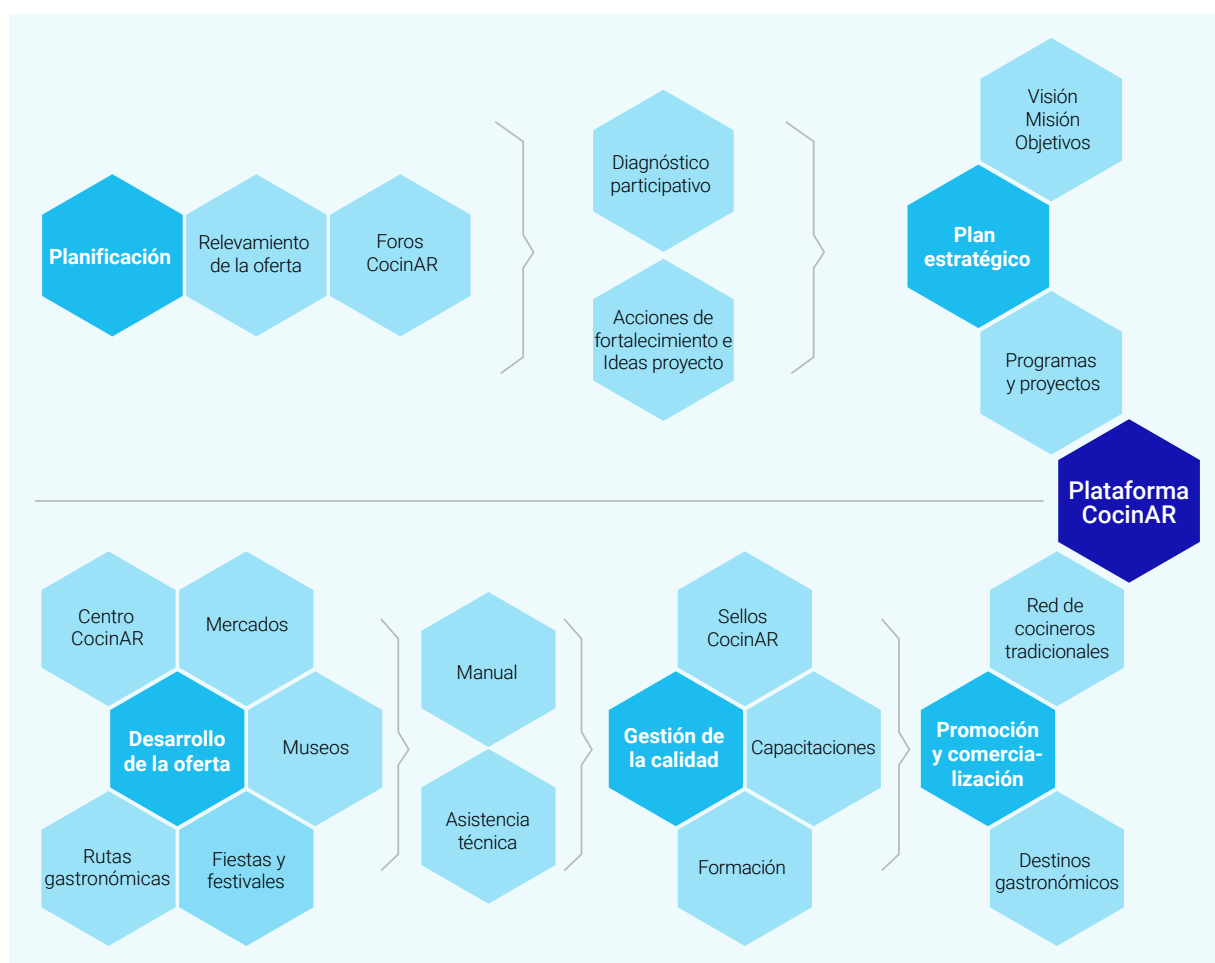 Planificación
Relevamiento
de la oferta
Foros
CocinAR
Diagnóstico
participativo
Acciones de
fortalecimiento e
Ideas proyecto
Visión
Misión
Objetivos
Plan
estratégico
Programas
y proyectos
Plataforma
CocinAR
Centro
CocinAR
Mercados
Desarrollo
de la oferta
Museos
Rutas
gastronómicas
Fiestas y
festivales
Manual
Asistencia
técnica
Sellos
CocinAR
Gestión de
la calidad
Capacitaciones
Formación
Red de
cocineros
tradicionales
Promoción
y comercia-
lización
Destinos
gastronómicos